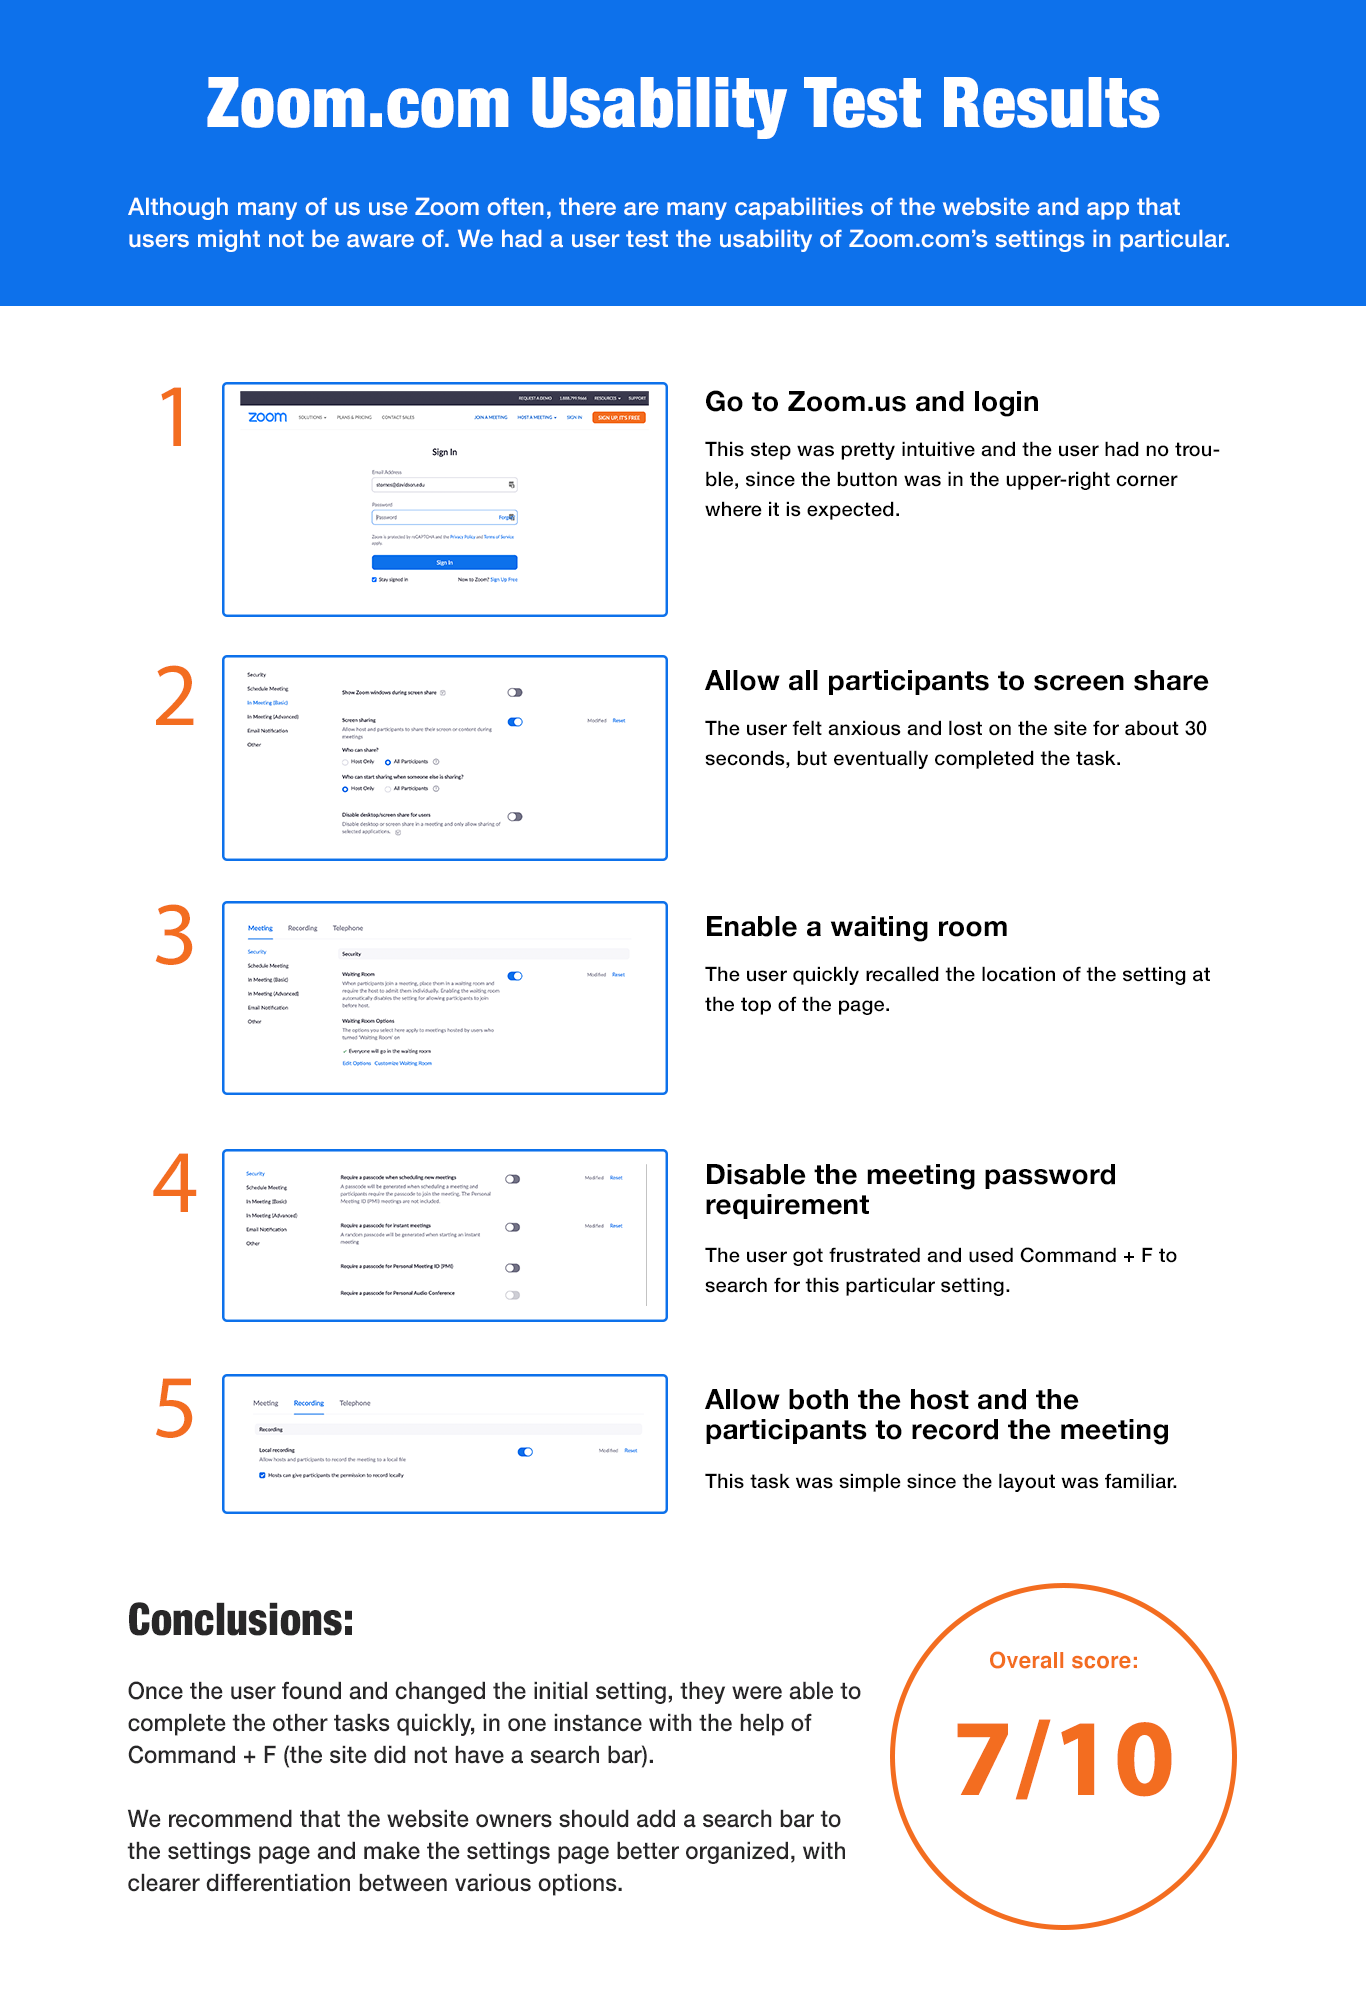 Zoom.com Usability Test Results
Although many of us use Zoom often, there are many capabilities of the website and app that
users might not be aware of. We had a user test the usability of Zoom.com's settings in particular.
1
REQUEST A DEMO 1.888.799.9666 RESOURCES SUPPORT
zoom SOLUTIONS PLANS & PRICING CONTACT SALES JOIN A MEETING HOST A MEETING SIGN IN SIGN UP, IT'S FREE
Sign In
Email Address
stormes@davidson.edu
Password
Password
Zoom is protected by reCAPTCHA and the Privacy Policy and Terms of Service
apply.
Sign In
Stay signed in New to Zoom? Sign Up Free
Go to Zoom.us and login
This step was pretty intuitive and the user had no trou-
ble, since the button was in the upper-right corner
where it is expected.
2
Security
Schedule Meeting
In Meeting (Basic)
In Meeting (Advanced)
Email Notification
Other
Show Zoom windows during screen share
Screen sharing Modified Reset
Allow host and participants to share their screen or content during
meetings
Who can share?
Host Only All Participants
Who can start sharing when someone else is sharing?
Host Only All Participants
Disable desktop/screen share for users
Disable desktop or screen share in a meeting and only allow sharing of
selected applications.
Allow all participants to screen share
The user felt anxious and lost on the site for about 30
seconds, but eventually completed the task.
3
Meeting Recording Telephone
Security
Schedule Meeting
In Meeting (Basic)
In Meeting (Advanced)
Email Notification
Other
Security
Waiting Room Modified Reset
When participants join a meeting, place them in a waiting room and
require the host to admit them individually. Enabling the waiting room
automatically disables the setting for allowing participants to join
before host.
Waiting Room Options
The options you select here apply to meetings hosted by users who
turned 'Waiting Room' on
✓ Everyone will go in the waiting room
Edit Options Customize Waiting Room
Enable a waiting room
The user quickly recalled the location of the setting at
the top of the page.
4
Security
Schedule Meeting
In Meeting (Basic)
In Meeting (Advanced)
Email Notification
Other
Require a passcode when scheduling new meetings Modified Reset
A passcode will be generated when scheduling a meeting and
participants require the passcode to join the meeting. The Personal
Meeting ID (PMI) meetings are not included.
Require a passcode for instant meetings Modified Reset
A random passcode will be generated when starting an instant
meeting
Require a passcode for Personal Meeting ID (PMI)
Require a passcode for Personal Audio Conference
Disable the meeting password
requirement
The user got frustrated and used Command + F to
search for this particular setting.
5
Meeting Recording Telephone
Recording
Local recording Modified Reset
Allow hosts and participants to record the meeting to a local file
Hosts can give participants the permission to record locally
Allow both the host and the
participants to record the meeting
This task was simple since the layout was familiar.
Conclusions:
Once the user found and changed the initial setting, they were able to
complete the other tasks quickly, in one instance with the help of
Command + F (the site did not have a search bar).
We recommend that the website owners should add a search bar to
the settings page and make the settings page better organized, with
clearer differentiation between various options.
Overall score:
7/10